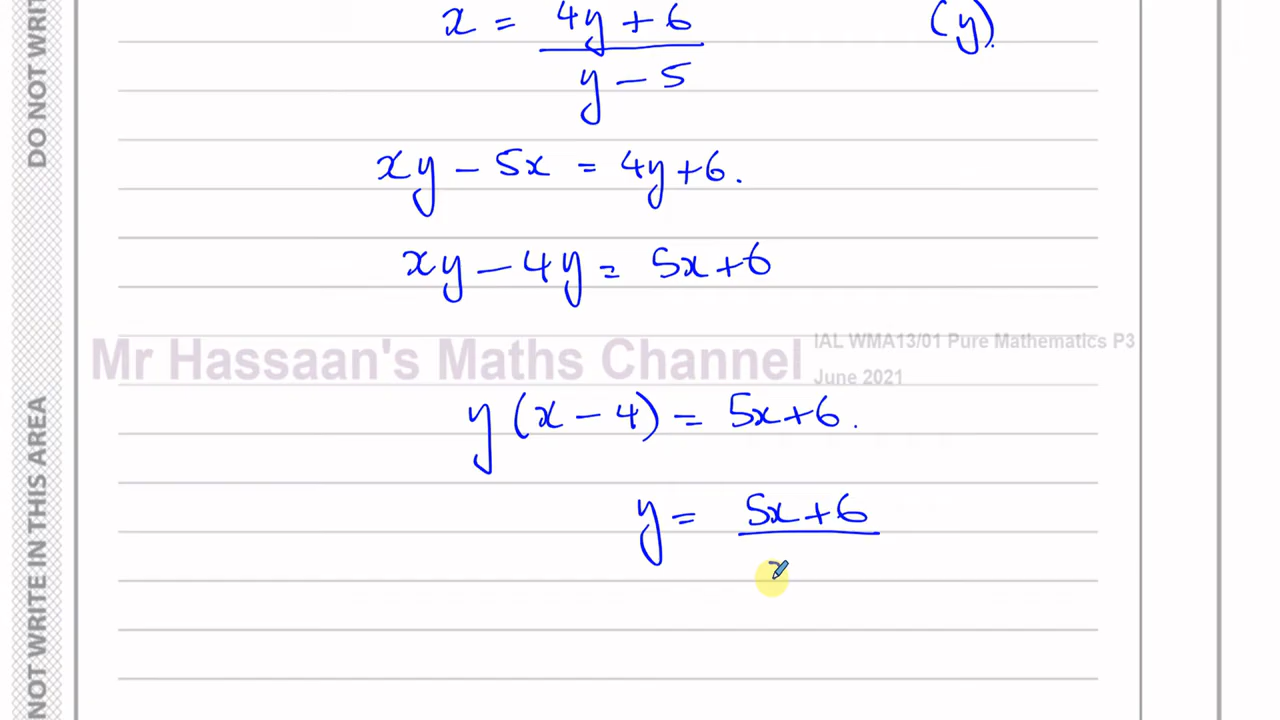 x = 4y + 6 (y).
y - 5
xy - 5x = 4y + 6.
xy - 4y = 5x + 6
Mr Hassaan's Maths Channel
IAL WMA13/01 Pure Mathematics P3
June 2021
y (x - 4) = 5x + 6.
y = 5x + 6
DO NOT WRITE
NOT WRITE IN THIS AREA